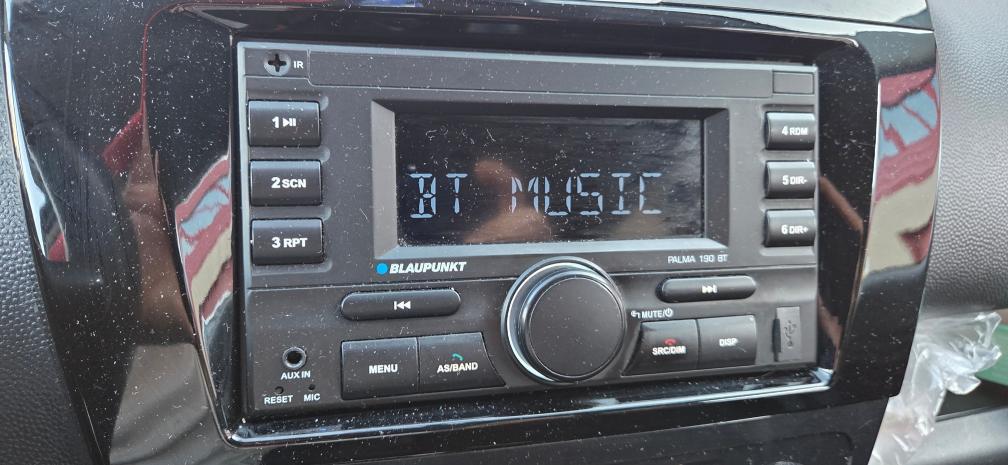 IR
1
2 SCN
3 RPT
4 RDM
5 DIR-
6 DIR+
BT MUSIC
BLAUPUNKT
PALMA 190 BT
MUTE/
MENU
AS/BAND
SRC/DIM
DISP
AUX IN
RESET MIC